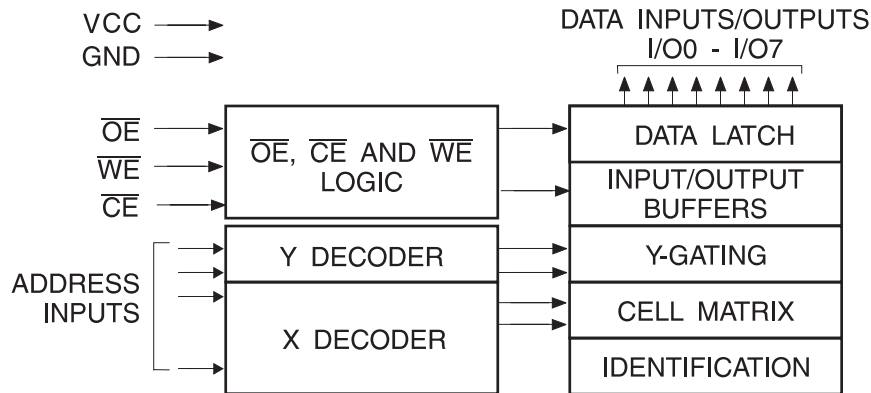 VCC
GND
DATA INPUTS/OUTPUTS
I/O0 - I/O7
OE
WE
CE
OE, CE AND WE
LOGIC
DATA LATCH
INPUT/OUTPUT
BUFFERS
ADDRESS
INPUTS
Y DECODER
Y-GATING
X DECODER
CELL MATRIX
IDENTIFICATION